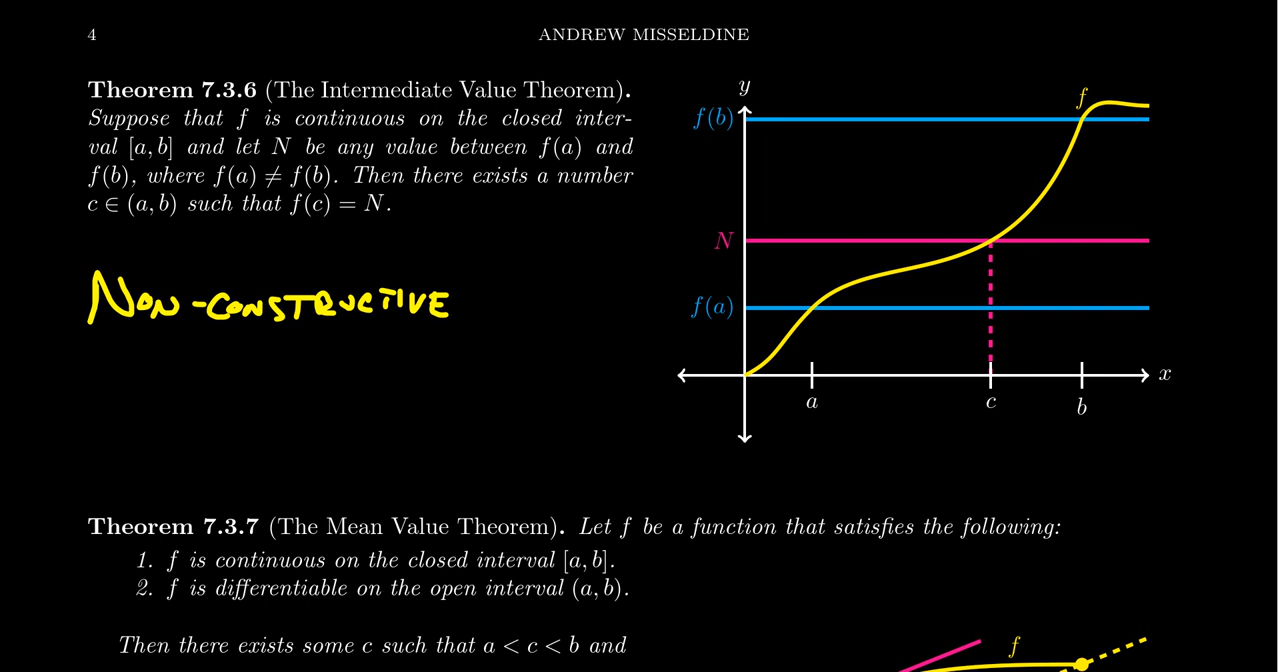 4
ANDREW MISSELDINE
Theorem 7.3.6 (The Intermediate Value Theorem).
Suppose that f is continuous on the closed inter-
val [a, b] and let N be any value between f(a) and
f(b), where f(a) ≠ f(b). Then there exists a number
c ∈ (a, b) such that f(c) = N.
NON-CONSTRUCTIVE
y
f
f(b)
N
f(a)
x
a
c
b
Theorem 7.3.7 (The Mean Value Theorem). Let f be a function that satisfies the following:
1. f is continuous on the closed interval [a, b].
2. f is differentiable on the open interval (a, b).
Then there exists some c such that a < c < b and
f